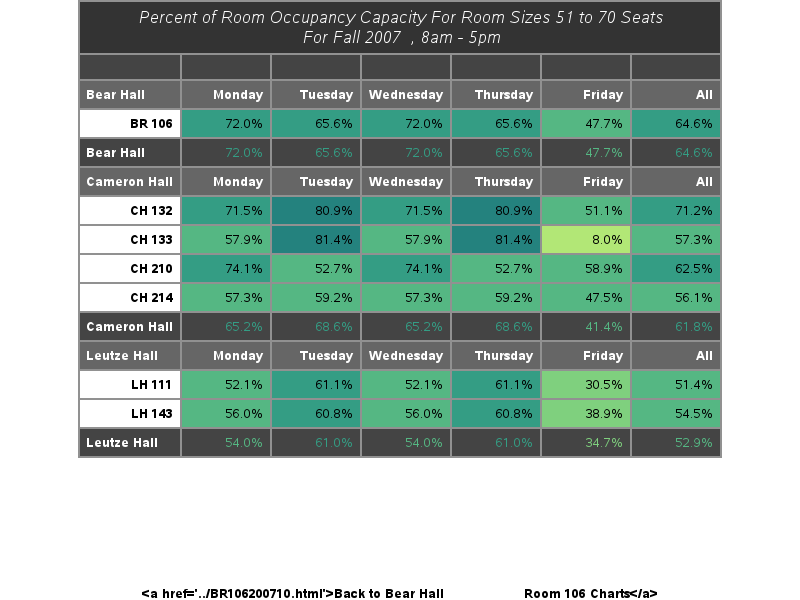 Percent of Room Occupancy Capacity For Room Sizes 51 to 70 Seats
For Fall 2007 , 8am - 5pm
Bear Hall Monday Tuesday Wednesday Thursday Friday All
BR 106 72.0% 65.6% 72.0% 65.6% 47.7% 64.6%
Bear Hall 72.0% 65.6% 72.0% 65.6% 47.7% 64.6%
Cameron Hall Monday Tuesday Wednesday Thursday Friday All
CH 132 71.5% 80.9% 71.5% 80.9% 51.1% 71.2%
CH 133 57.9% 81.4% 57.9% 81.4% 8.0% 57.3%
CH 210 74.1% 52.7% 74.1% 52.7% 58.9% 62.5%
CH 214 57.3% 59.2% 57.3% 59.2% 47.5% 56.1%
Cameron Hall 65.2% 68.6% 65.2% 68.6% 41.4% 61.8%
Leutze Hall Monday Tuesday Wednesday Thursday Friday All
LH 111 52.1% 61.1% 52.1% 61.1% 30.5% 51.4%
LH 143 56.0% 60.8% 56.0% 60.8% 38.9% 54.5%
Leutze Hall 54.0% 61.0% 54.0% 61.0% 34.7% 52.9%
<a href='../BR106200710.html'>Back to Bear Hall Room 106 Charts</a>